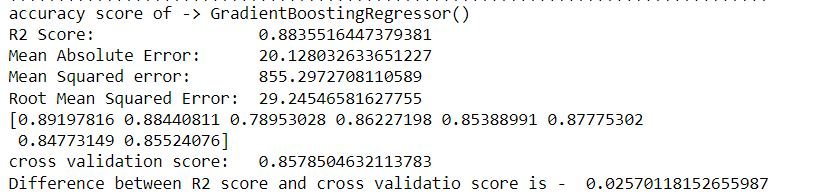 accuracy score of -> GradientBoostingRegressor()
R2 Score: 0.8835516447379381
Mean Absolute Error: 20.128032633651227
Mean Squared error: 855.2972708110589
Root Mean Squared Error: 29.24546581627755
[0.89197816 0.88440811 0.78953028 0.86227198 0.85388991 0.87775302
0.84773149 0.85524076]
cross validation score: 0.8578504632113783
Difference between R2 score and cross validatio score is - 0.02570118152655987